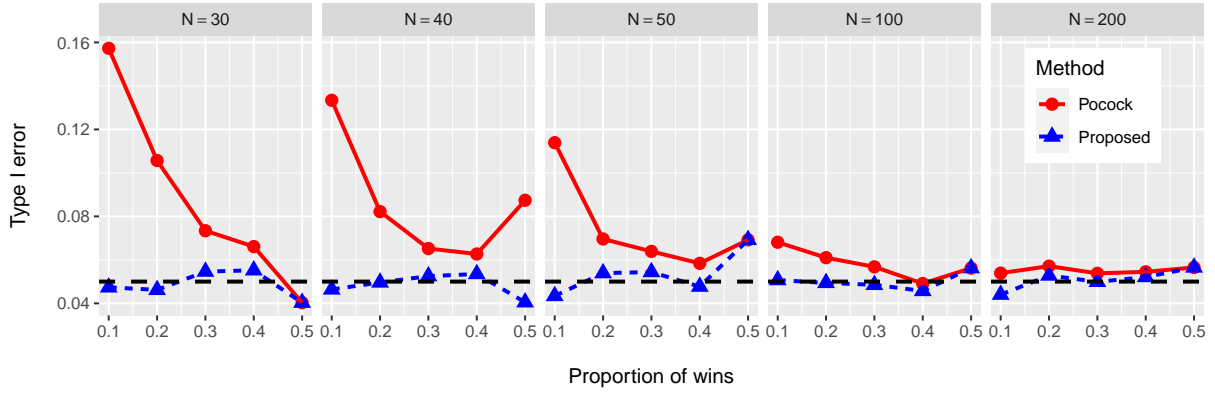 N = 30 N = 40 N = 50 N = 100 N = 200
Type I error
0.16
0.12
0.08
0.04
Method
Pocock
Proposed
0.1 0.2 0.3 0.4 0.5 0.1 0.2 0.3 0.4 0.5 0.1 0.2 0.3 0.4 0.5 0.1 0.2 0.3 0.4 0.5 0.1 0.2 0.3 0.4 0.5
Proportion of wins